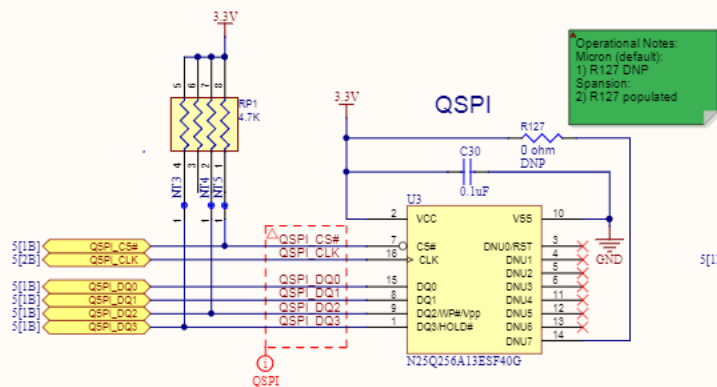 3.3V
5 6 7 8
RP1
4.7K
4 3 2 1
NT3 NT4 NT5
1 1 1
Operational Notes:
Micron (default):
1) R127 DNP
Spansion:
2) R127 populated
3.3V
QSPI
R127
0 ohm
DNP
C30
0.1uF
U3
2 VCC VSS 10
GND
5[1B] QSPI_CS# QSPI_CS# 7 CS# DNU0/RST 3
5[2B] QSPI_CLK QSPI_CLK 16 CLK DNU1 4
DNU2 5
5[1B] QSPI_DQ0 QSPI_DQ0 15 DQ0 DNU3 6
5[1B] QSPI_DQ1 QSPI_DQ1 8 DQ1 DNU4 11
5[1B] QSPI_DQ2 QSPI_DQ2 9 DQ2/WP#/Vpp DNU5 12
5[1B] QSPI_DQ3 QSPI_DQ3 1 DQ3/HOLD# DNU6 13
DNU7 14
N25Q256A13ESF40G
i
QSPI